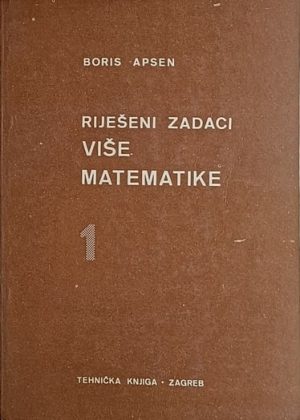 BORIS APSEN
RIJEŠENI ZADACI
VIŠE
MATEMATIKE
1
TEHNIČKA KNJIGA · ZAGREB